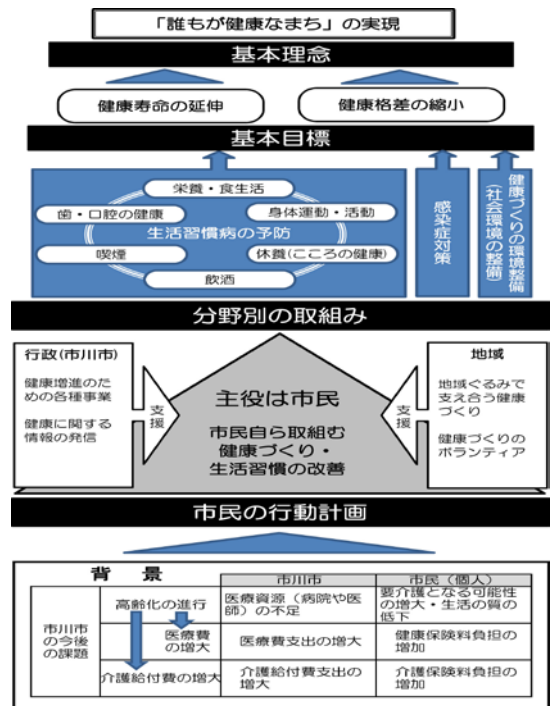 「誰もが健康なまち」の実現
基本理念
健康寿命の延伸
健康格差の縮小
基本目標
栄養・食生活
歯・口腔の健康
身体運動・活動
生活習慣病の予防
喫煙
休養(こころの健康)
飲酒
感染症対策
健康づくりの環境整備
(社会環境の整備)
分野別の取組み
行政(市川市)
健康増進のた
めの各種事業
健康に関する
情報の発信
支援
主役は市民
市民自ら取組む
健康づくり・
生活習慣の改善
支援
地域
地域ぐるみで
支え合う健康
づくり
健康づくりの
ボランティア
市民の行動計画
背 景
市川市
市民（個人）
市川市
の今後
の課題
高齢化の進行
医療資源（病院や医
師）の不足
要介護となる可能性
の増大・生活の質の
低下
医療費
の増大
医療費支出の増大
健康保険料負担の
増加
介護給付費の増大
介護給付費支出の
増大
介護保険料負担の
増加